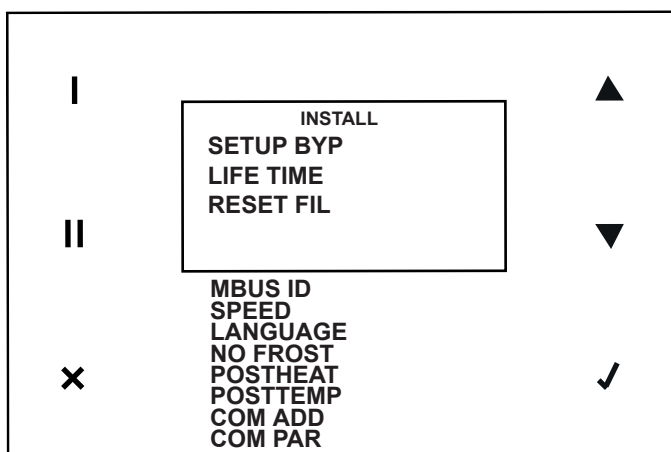 I
INSTALL
SETUP BYP
LIFE TIME
RESET FIL
II
MBUS ID
SPEED
LANGUAGE
NO FROST
POSTHEAT
POSTTEMP
COM ADD
COM PAR